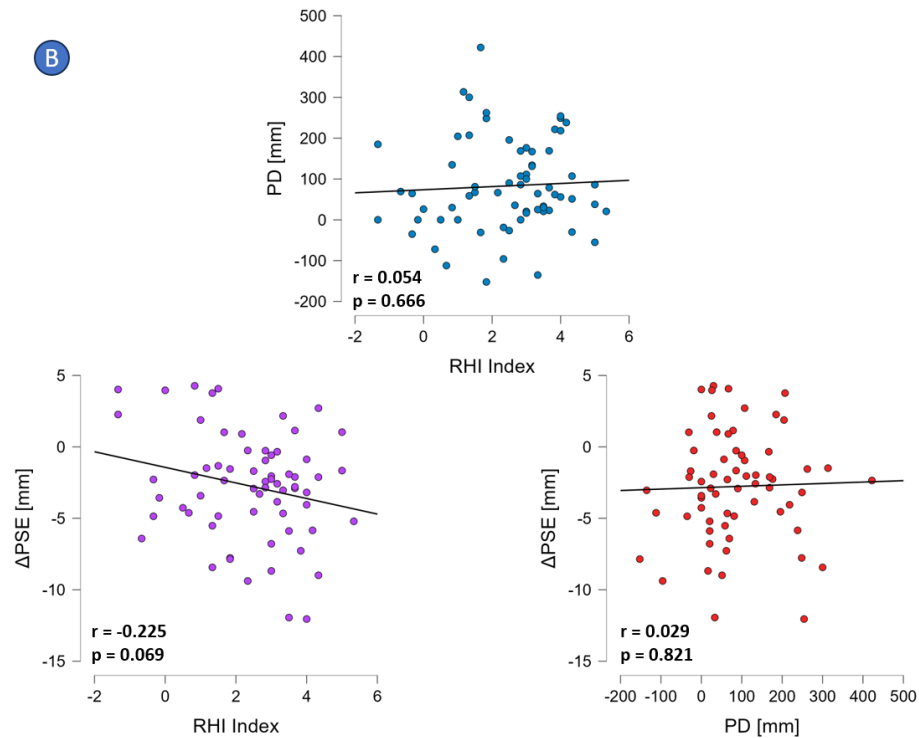 B
500
400
300
200
100
0
-100
-200
PD [mm]
r = 0.054
p = 0.666
-2 0 2 4 6
RHI Index
5
0
-5
-10
-15
ΔPSE [mm]
r = -0.225
p = 0.069
-2 0 2 4 6
RHI Index
5
0
-5
-10
-15
ΔPSE [mm]
r = 0.029
p = 0.821
-200 -100 0 100 200 300 400 500
PD [mm]